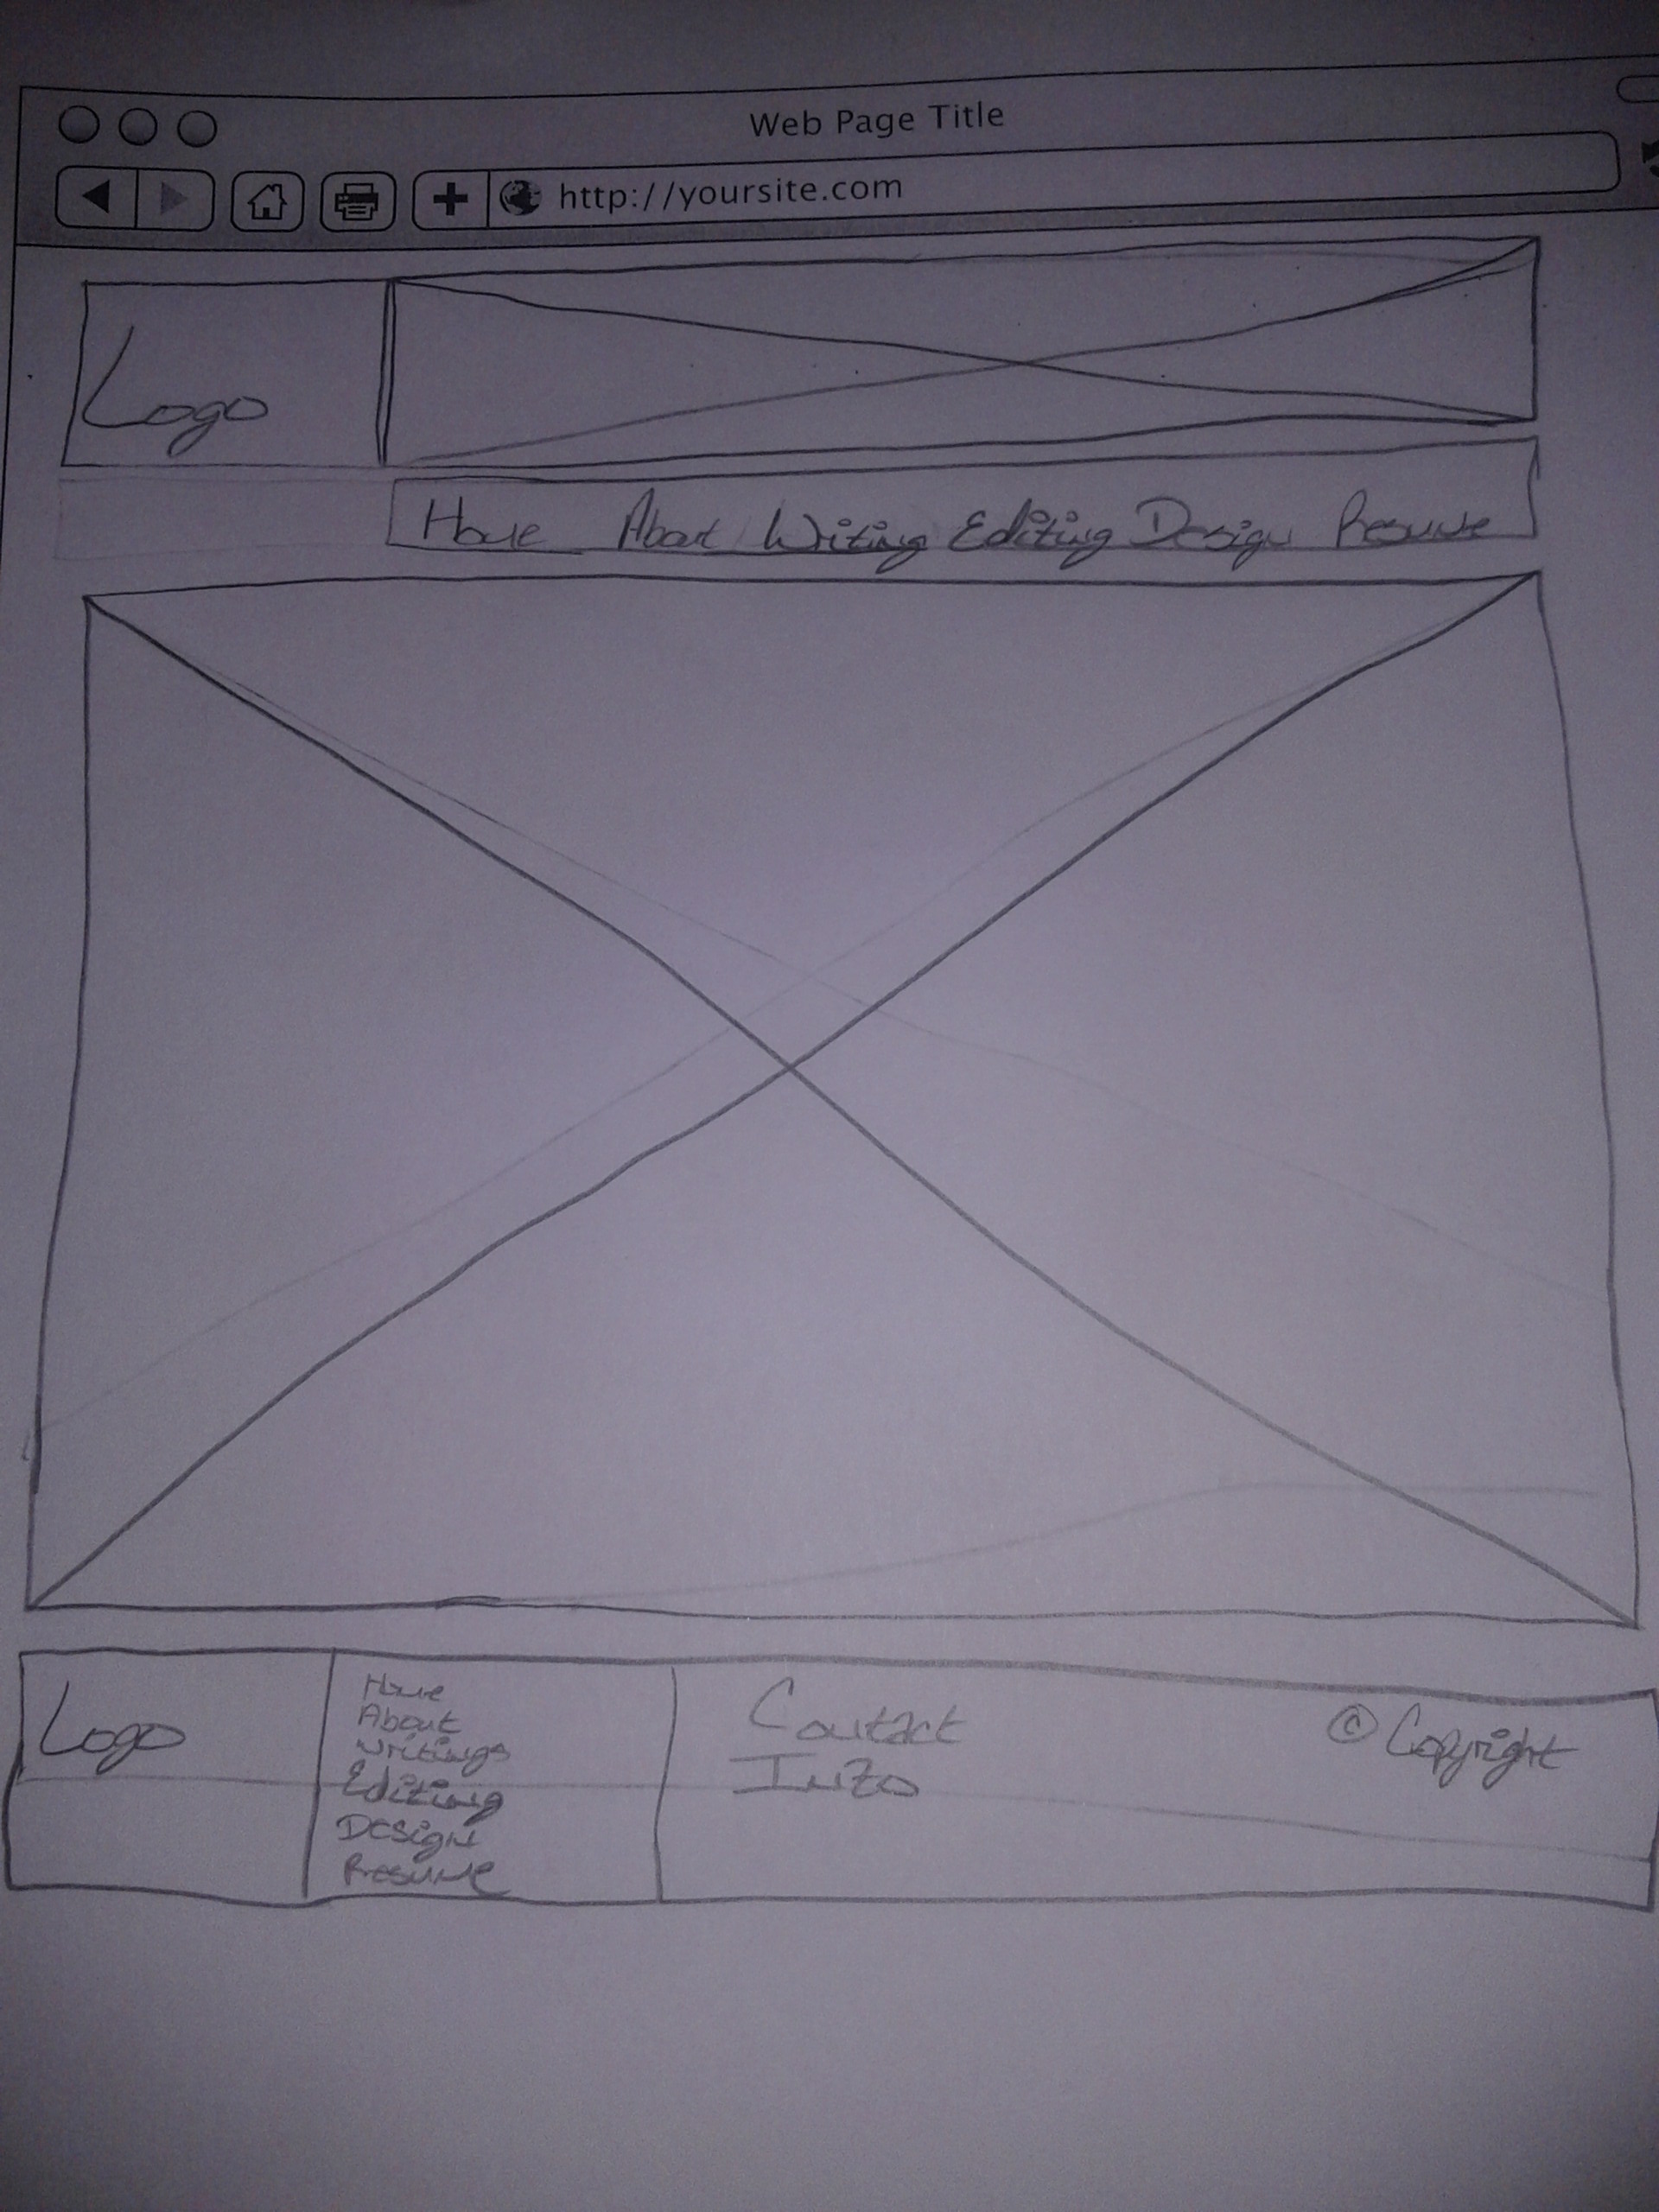 Web Page Title
http://yoursite.com
Logo
Home About Writing Editing Design Resume
Logo
Home
About
Writings
Editing
Design
Resume
Contact
Info
© Copyright